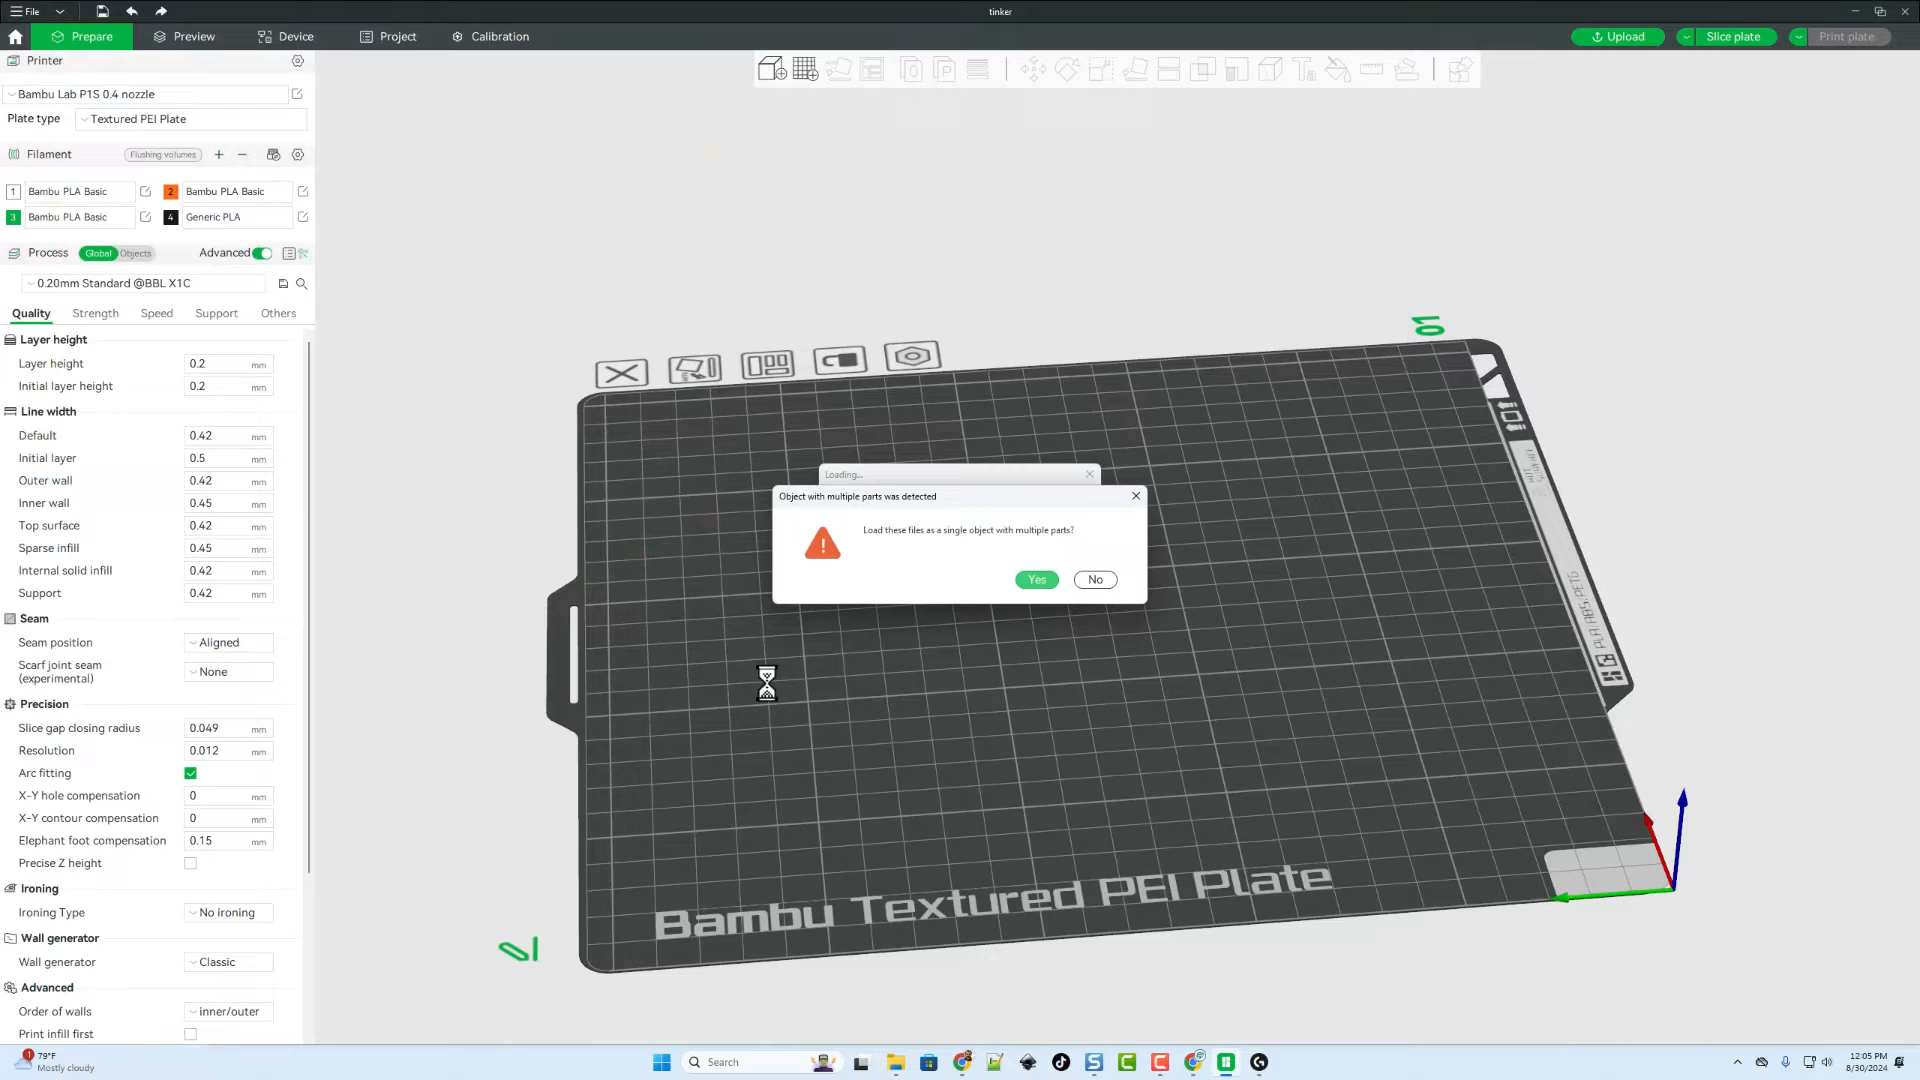 File
tinker
Prepare
Preview
Device
Project
Calibration
Upload
Slice plate
Print plate
Printer
Bambu Lab P1S 0.4 nozzle
Plate type
Textured PEI Plate
Filament
Flushing volumes
1 Bambu PLA Basic
2 Bambu PLA Basic
3 Bambu PLA Basic
4 Generic PLA
Process
Global
Objects
Advanced
0.20mm Standard @BBL X1C
Quality
Strength
Speed
Support
Others
Layer height
Layer height 0.2 mm
Initial layer height 0.2 mm
Line width
Default 0.42 mm
Initial layer 0.5 mm
Outer wall 0.42 mm
Inner wall 0.45 mm
Top surface 0.42 mm
Sparse infill 0.45 mm
Internal solid infill 0.42 mm
Support 0.42 mm
Seam
Seam position Aligned
Scarf joint seam
(experimental) None
Precision
Slice gap closing radius 0.049 mm
Resolution 0.012 mm
Arc fitting
X-Y hole compensation 0 mm
X-Y contour compensation 0 mm
Elephant foot compensation 0.15 mm
Precise Z height
Ironing
Ironing Type No ironing
Wall generator
Wall generator Classic
Advanced
Order of walls inner/outer
Print infill first
01
Loading...
Object with multiple parts was detected
Load these files as a single object with multiple parts?
Yes
No
PLA ABS PETG
Bambu Textured PEI Plate
1
79°F
Mostly cloudy
Search
12:05 PM
8/30/2024